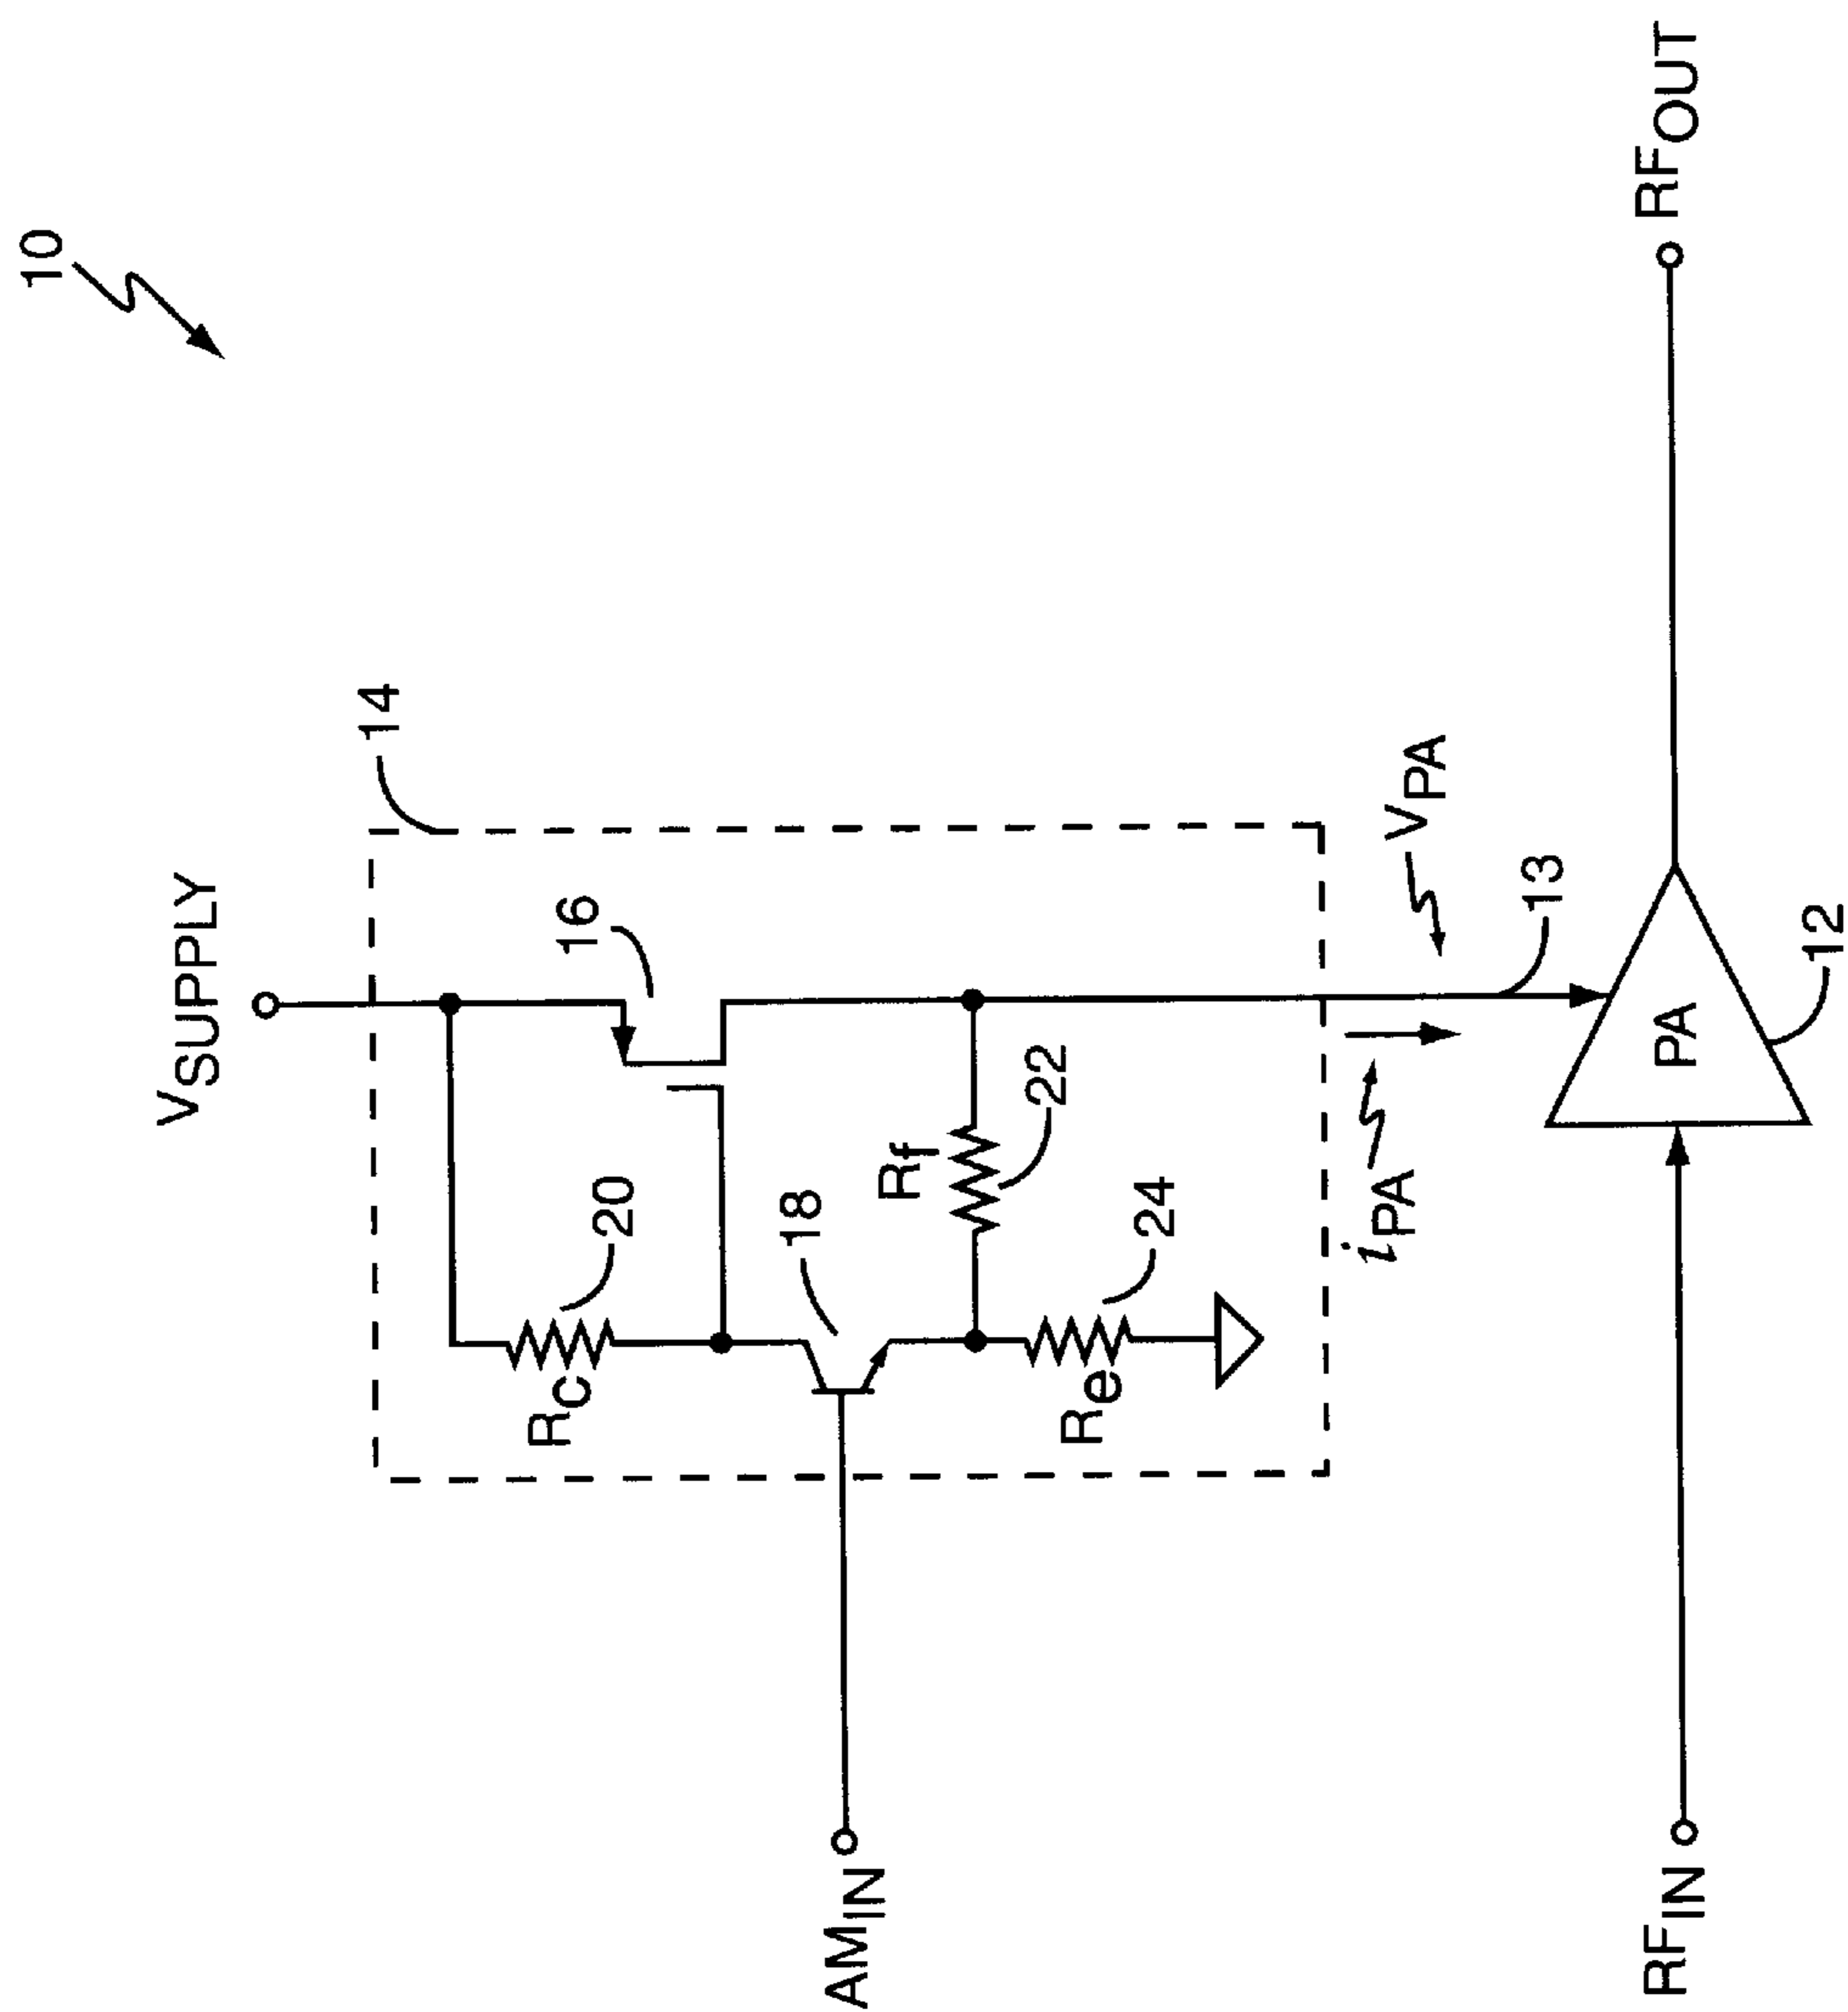 10
VSUPPLY
14
16
Rc
20
18
Rf
22
Re
24
AMIN
iPA
VPA
13
PA
12
RFIN
RFOUT